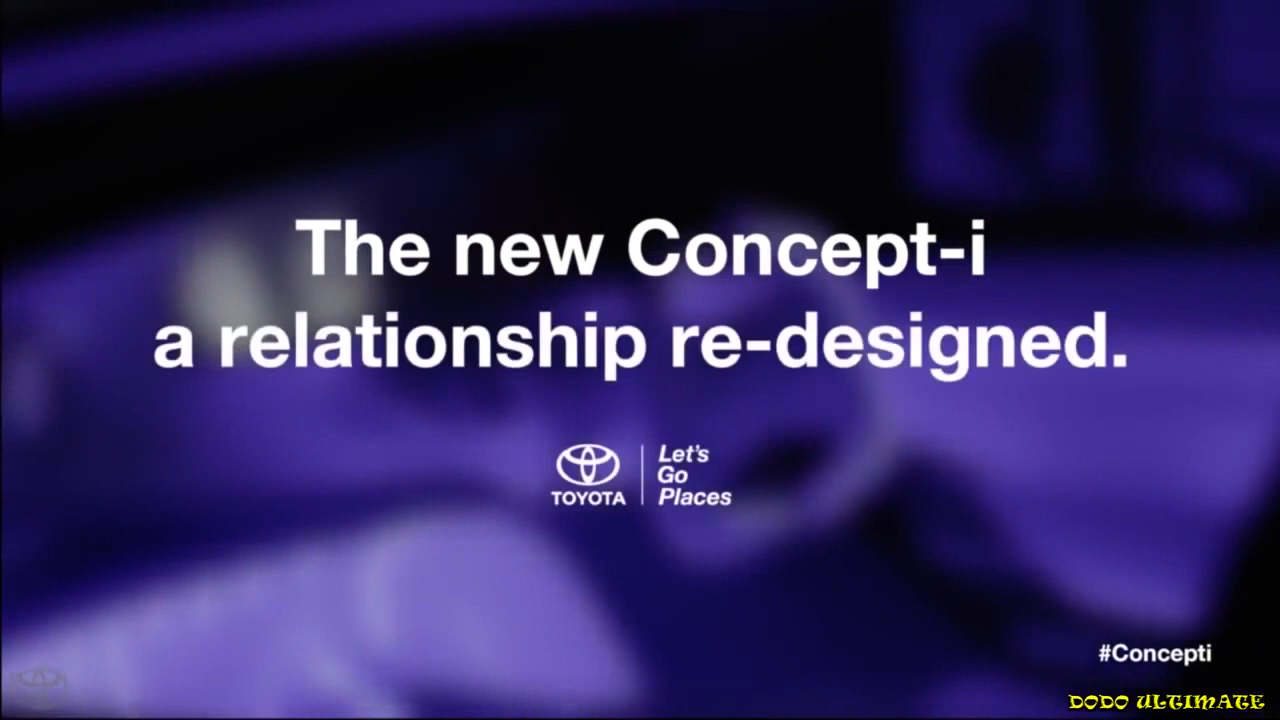 The new Concept-i
a relationship re-designed.
TOYOTA
Let's
Go
Places
#Concepti
DODO ULTIMATE